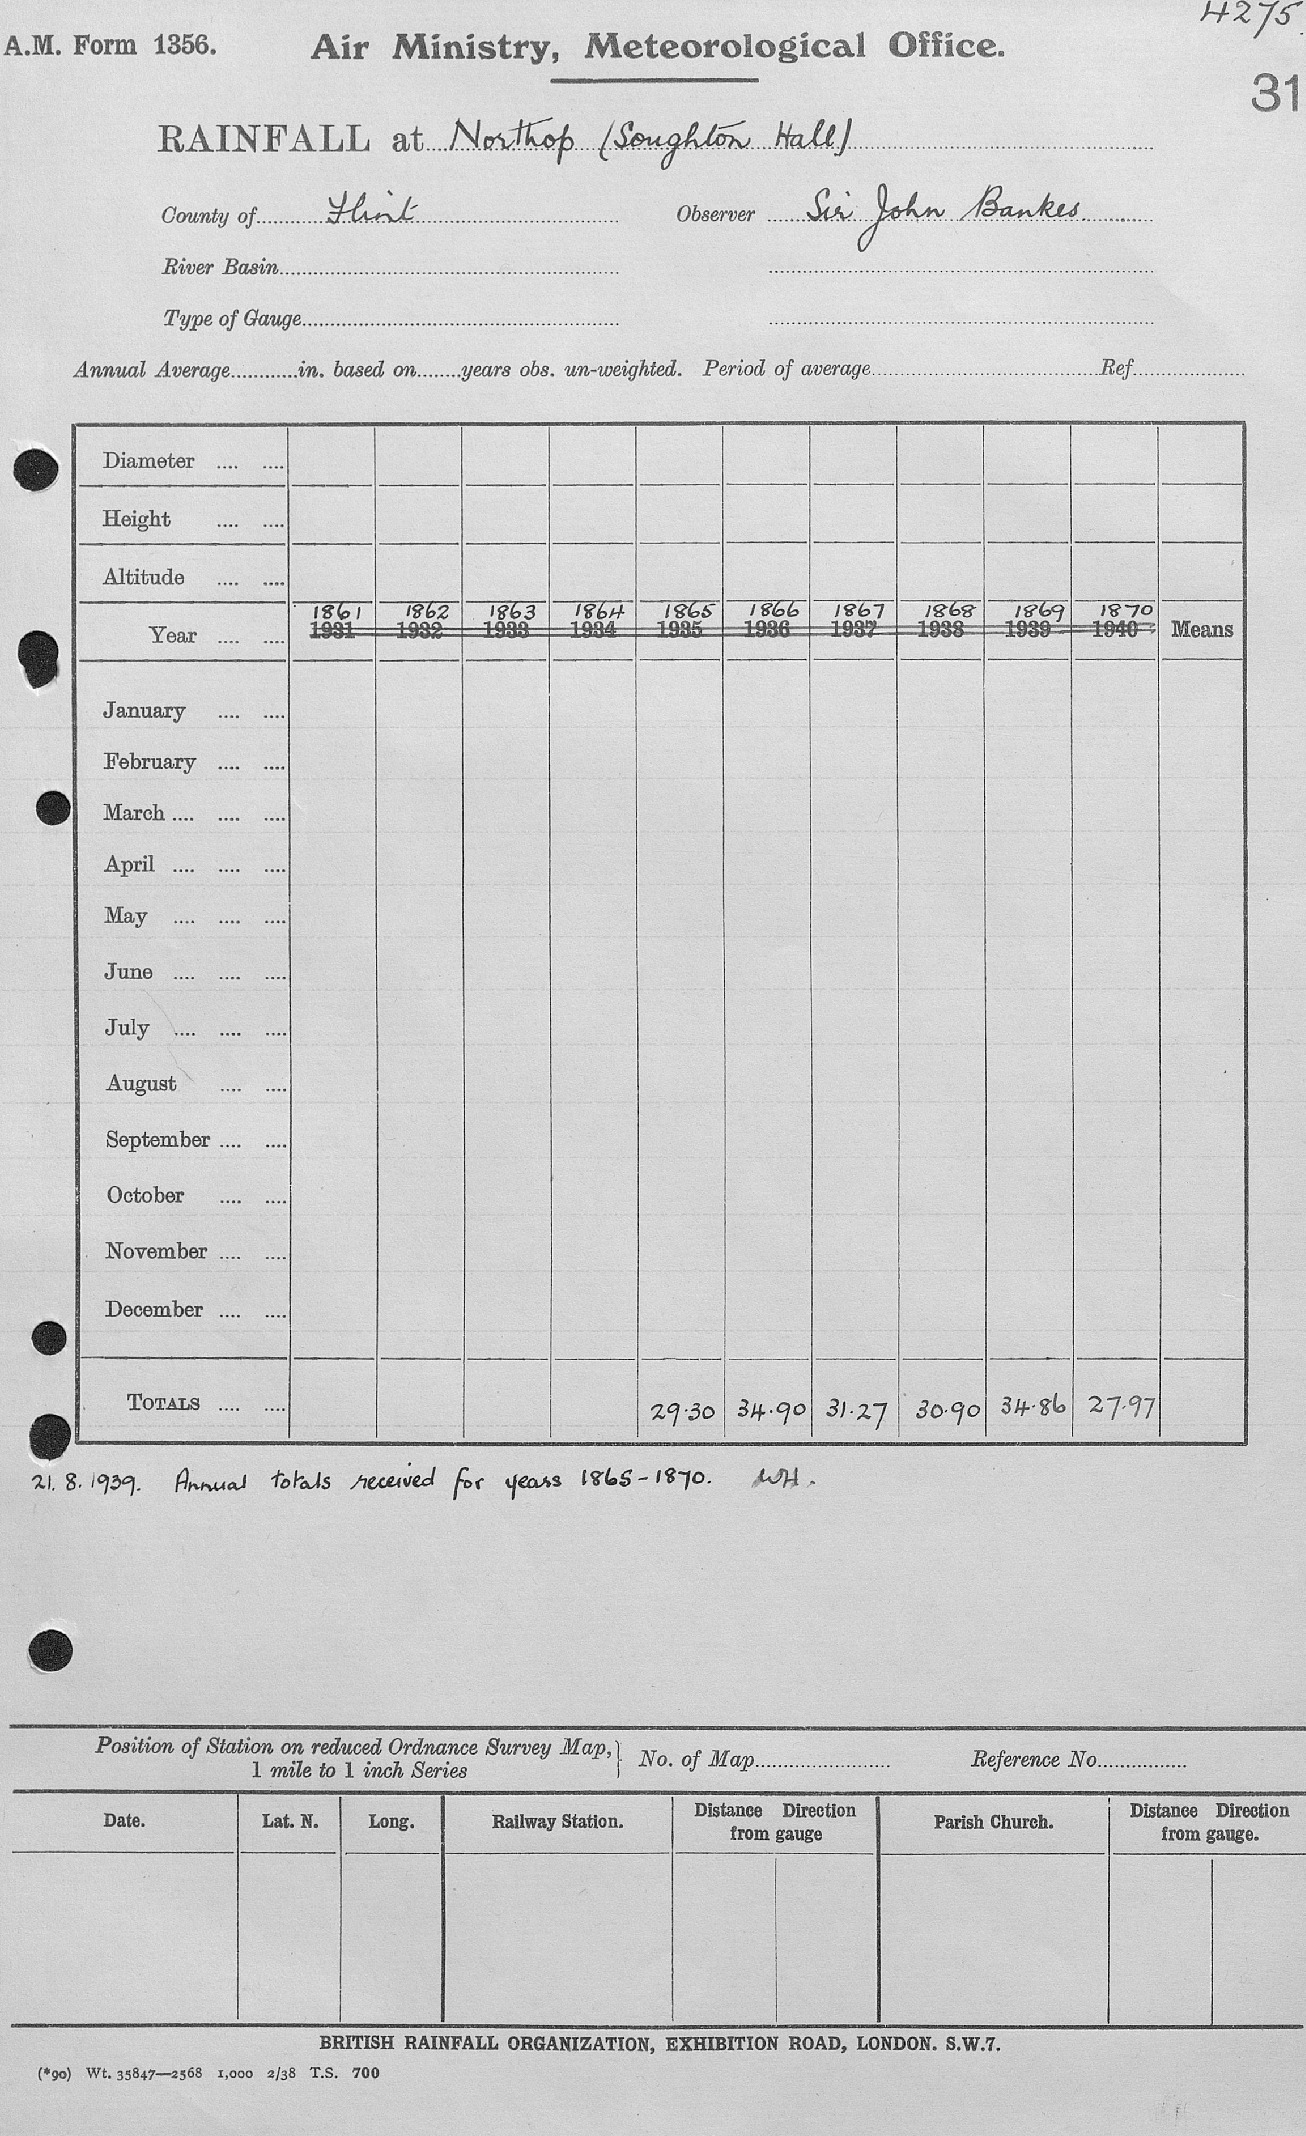 4275
A.M. Form 1356. Air Ministry, Meteorological Office.
31
RAINFALL at Northop (Soughton Hall)
County of Flint Observer Sir John Bankes
River Basin
Type of Gauge
Annual Average............in. based on........years obs. un-weighted. Period of average Ref.
Diameter .... ....
Height .... ....
Altitude .... ....
1861 1862 1863 1864 1865 1866 1867 1868 1869 1870
Year .... .... 1931 1932 1933 1934 1935 1936 1937 1938 1939 1940 Means
January .... ....
February .... ....
March .... .... ....
April .... .... ....
May .... .... ....
June .... .... ....
July .... .... ....
August .... ....
September .... ....
October .... ....
November .... ....
December .... ....
TOTALS .... .... 29.30 34.90 31.27 30.90 34.86 27.97
21.8.1939. Annual totals received for years 1865-1870. WH.
Position of Station on reduced Ordnance Survey Map, } No. of Map Reference No.
1 mile to 1 inch Series
Date. Lat. N. Long. Railway Station. Distance Direction Parish Church. Distance Direction
from gauge from gauge.
BRITISH RAINFALL ORGANIZATION, EXHIBITION ROAD, LONDON. S.W.7.
(*90) Wt. 35847—2568 1,000 2/38 T.S. 700